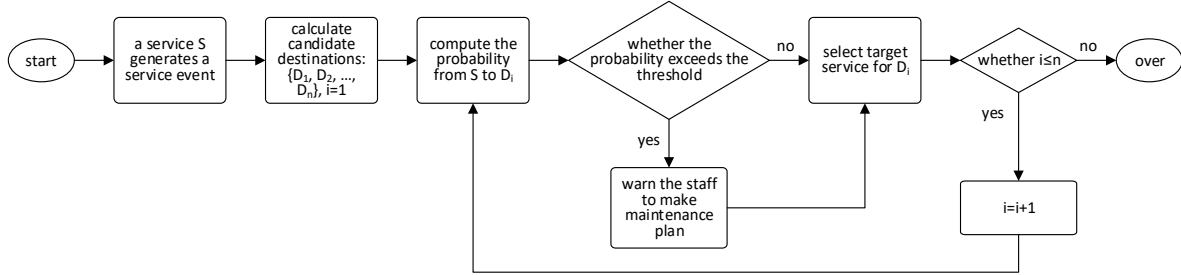 start
a service S
generates a
service event
calculate
candidate
destinations:
{D₁, D₂, …,
Dₙ}, i=1
compute the
probability
from S to Dᵢ
whether the
probability exceeds the
threshold
no
yes
warn the staff
to make
maintenance
plan
select target
service for Dᵢ
whether i≤n
no
over
yes
i=i+1